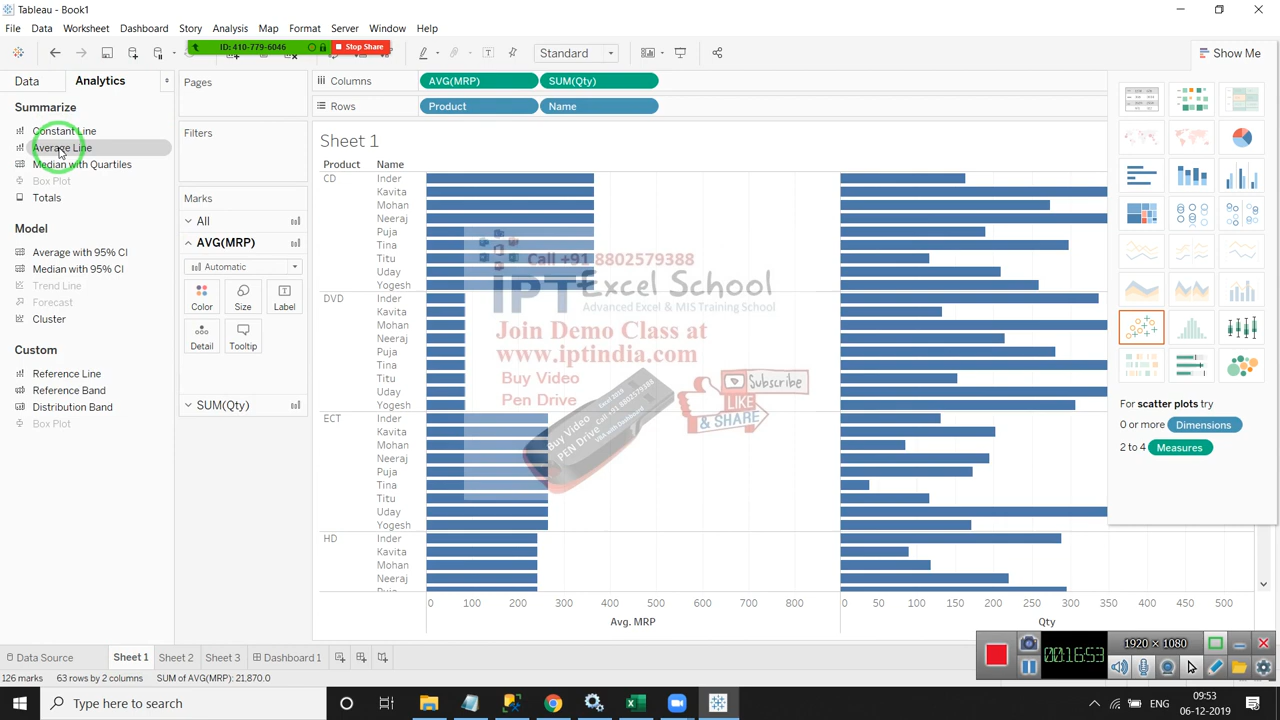 Tableau - Book1
File Data Worksheet Dashboard Story Analysis Map Format Server Window Help
ID: 410-779-6046 Stop Share
Standard
Show Me
Data Analytics
Pages
Columns AVG(MRP) SUM(Qty)
Rows Product Name
Summarize
Constant Line
Average Line
Median with Quartiles
Box Plot
Totals
Model
Average with 95% CI
Median with 95% CI
Trend Line
Forecast
Cluster
Custom
Reference Line
Reference Band
Distribution Band
Box Plot
Filters
Marks
All
AVG(MRP)
Automatic
Color Size Label
Detail Tooltip
SUM(Qty)
Sheet 1
Product Name
CD Inder
Kavita
Mohan
Neeraj
Puja
Tina
Titu
Uday
Yogesh
DVD Inder
Kavita
Mohan
Neeraj
Puja
Tina
Titu
Uday
Yogesh
ECT Inder
Kavita
Mohan
Neeraj
Puja
Tina
Titu
Uday
Yogesh
HD Inder
Kavita
Mohan
Neeraj
Puja
0 100 200 300 400 500 600 700 800
Avg. MRP
0 50 100 150 200 250 300 350 400 450 500
Qty
Call +91 8802579388
IPT Excel School
Advanced Excel & MIS Training School
Join Demo Class at
www.iptindia.com
Buy Video
Pen Drive
Buy Video
PEN Drive
Call +91 8802579388
Subscribe
LIKE
& SHARE
For scatter plots try
0 or more Dimensions
2 to 4 Measures
Data Source Sheet 1 Sheet 2 Sheet 3 Dashboard 1
126 marks 63 rows by 2 columns SUM of AVG(MRP): 21,870.0
00:16:53
1920 × 1080
Type here to search
ENG
09:53
06-12-2019